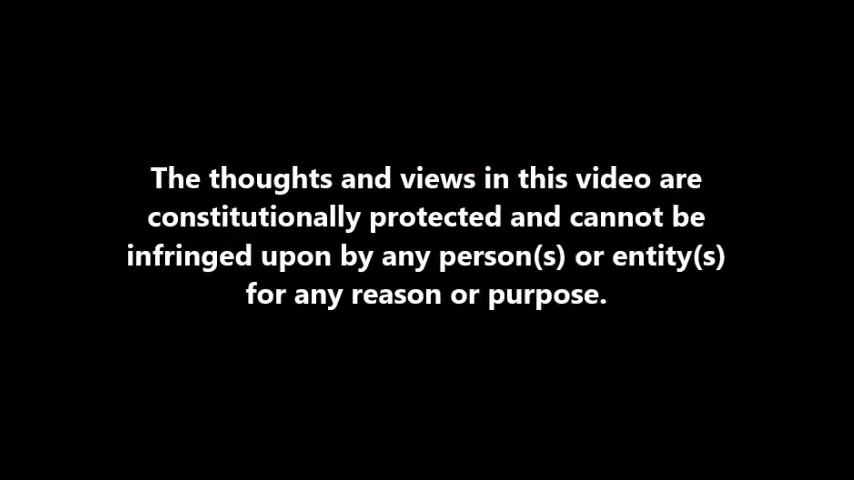 The thoughts and views in this video are
constitutionally protected and cannot be
infringed upon by any person(s) or entity(s)
for any reason or purpose.